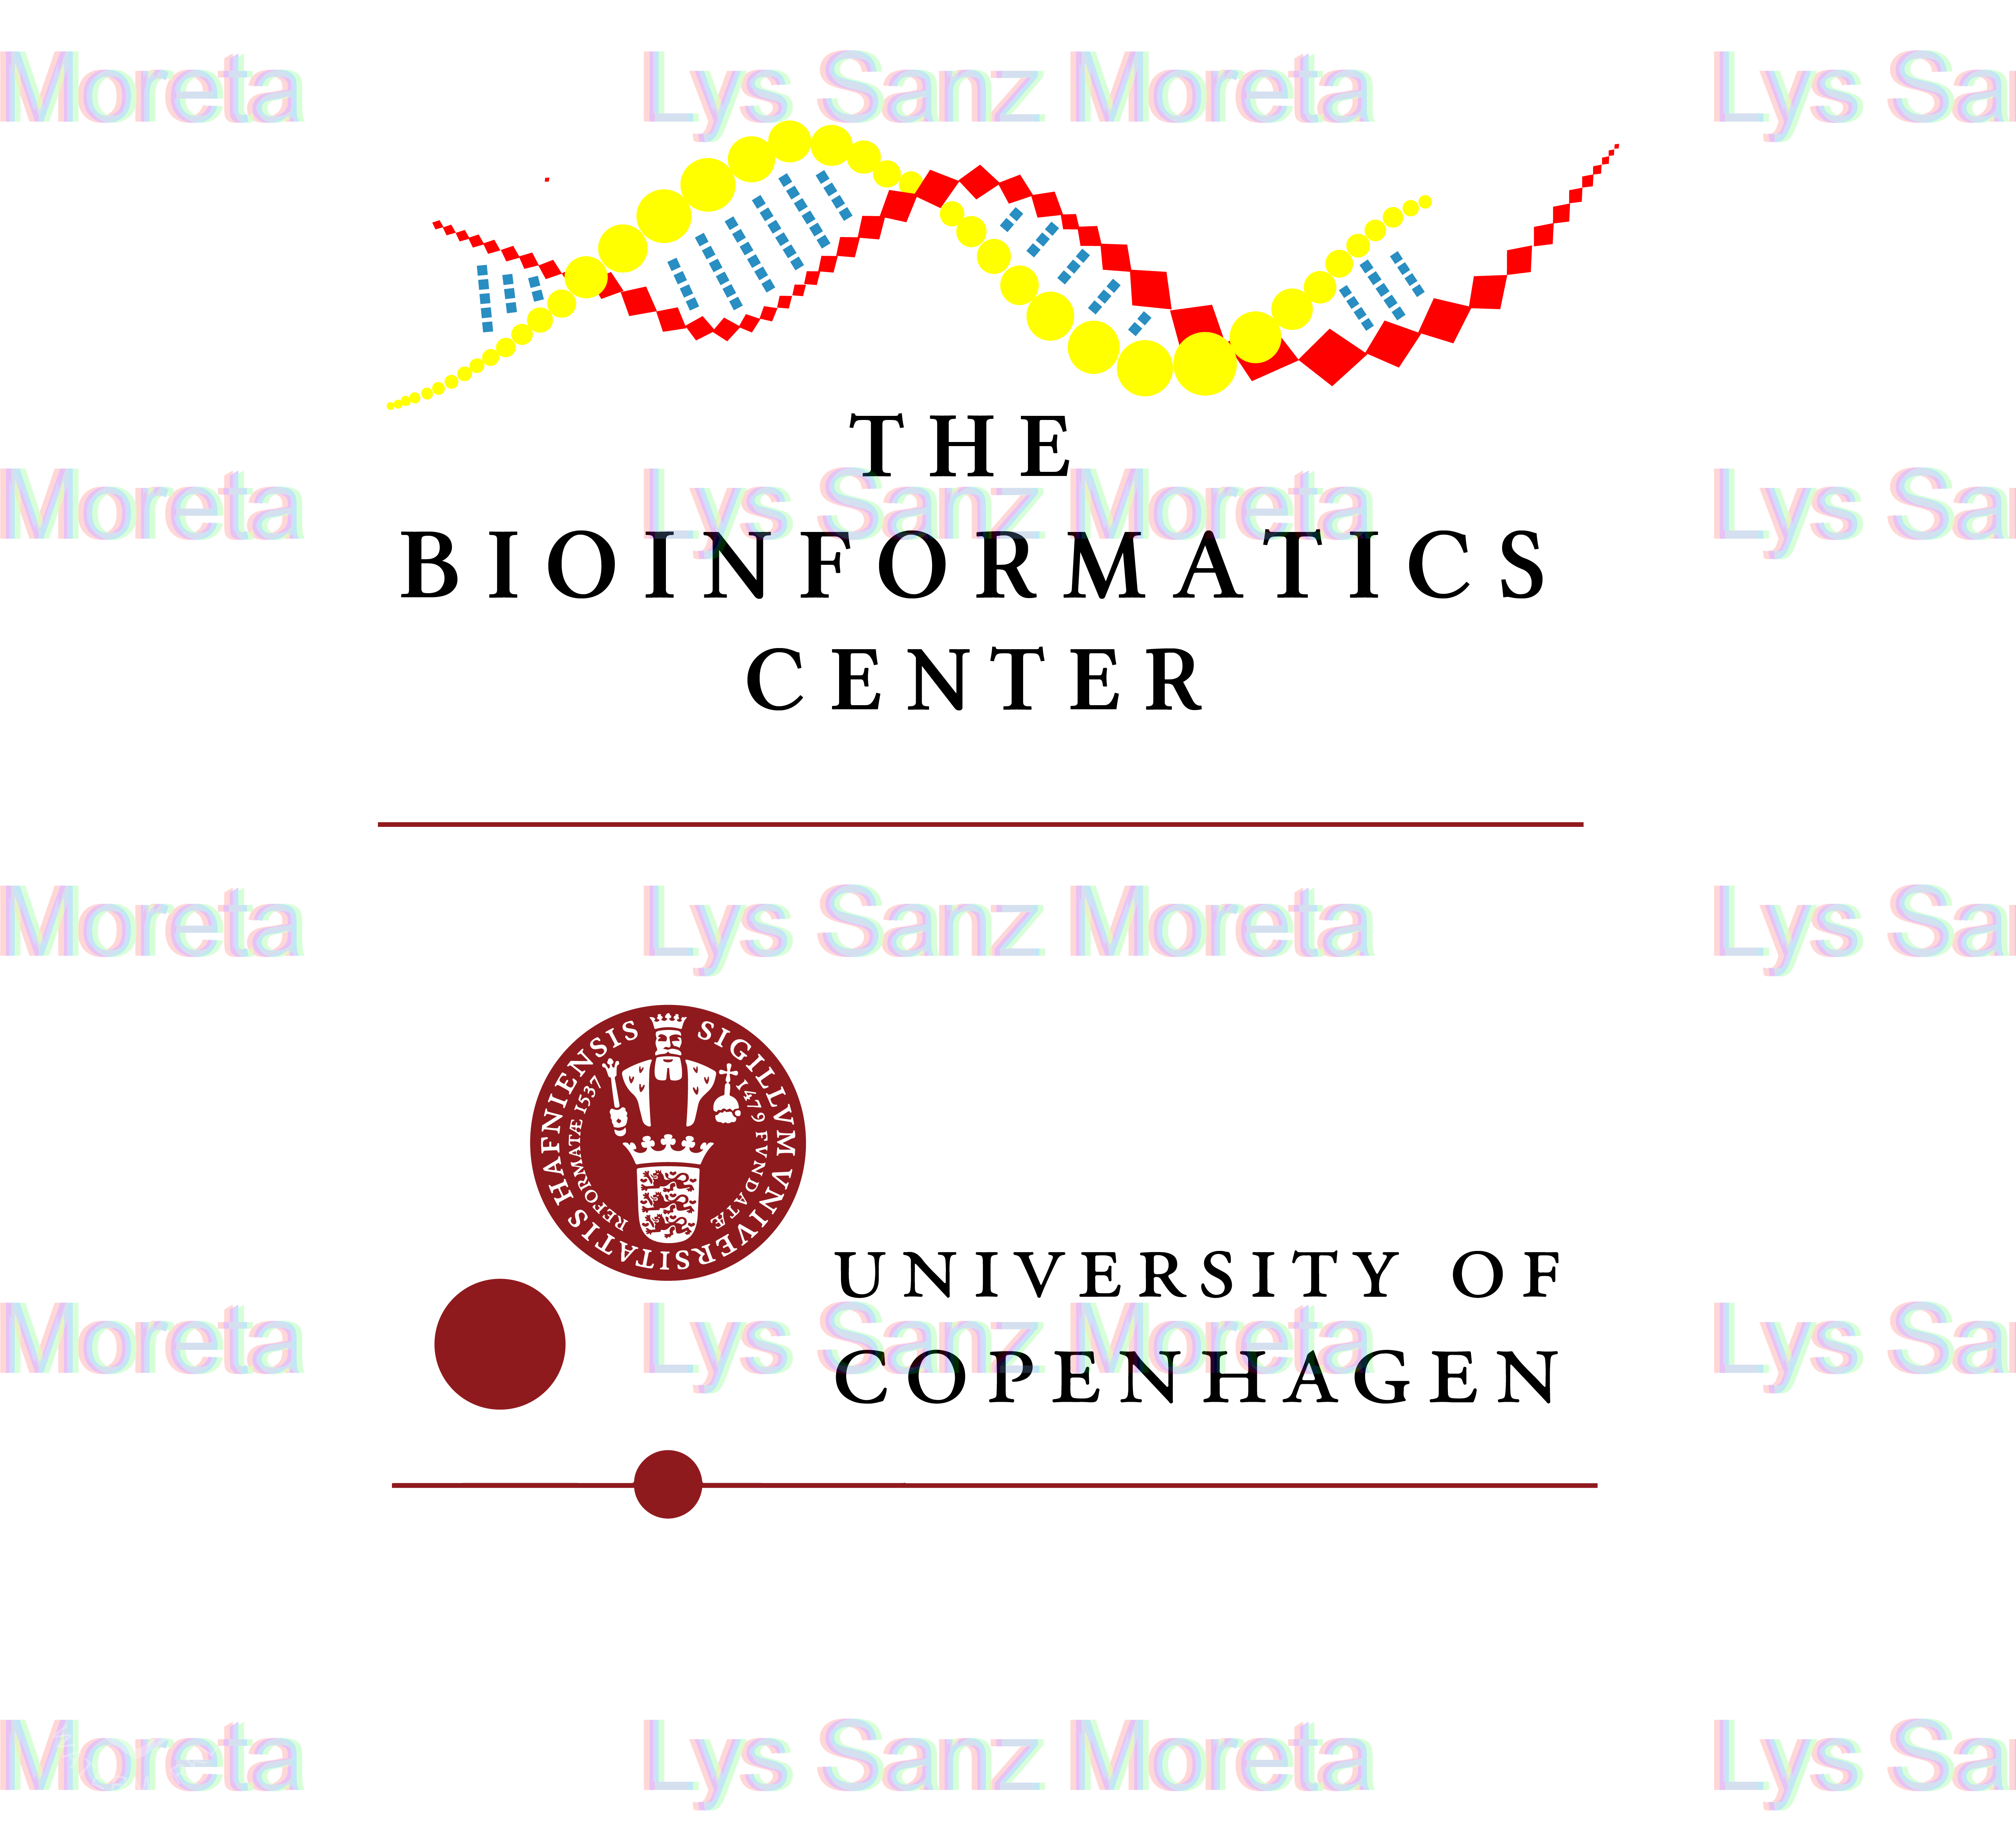 Moreta Lys Sanz Moreta Lys Sa
THE
Moreta Lys Sanz Moreta Lys Sa
BIOINFORMATICS
CENTER
Moreta Lys Sanz Moreta Lys Sa
SIGILLVM VNIVERSITATIS HAFNIENSIS
1479 FVNDATÆ REFORMATÆ 1537
UNIVERSITY OF
Moreta Lys Sanz Moreta Lys Sa
COPENHAGEN
Moreta Lys Sanz Moreta Lys Sa